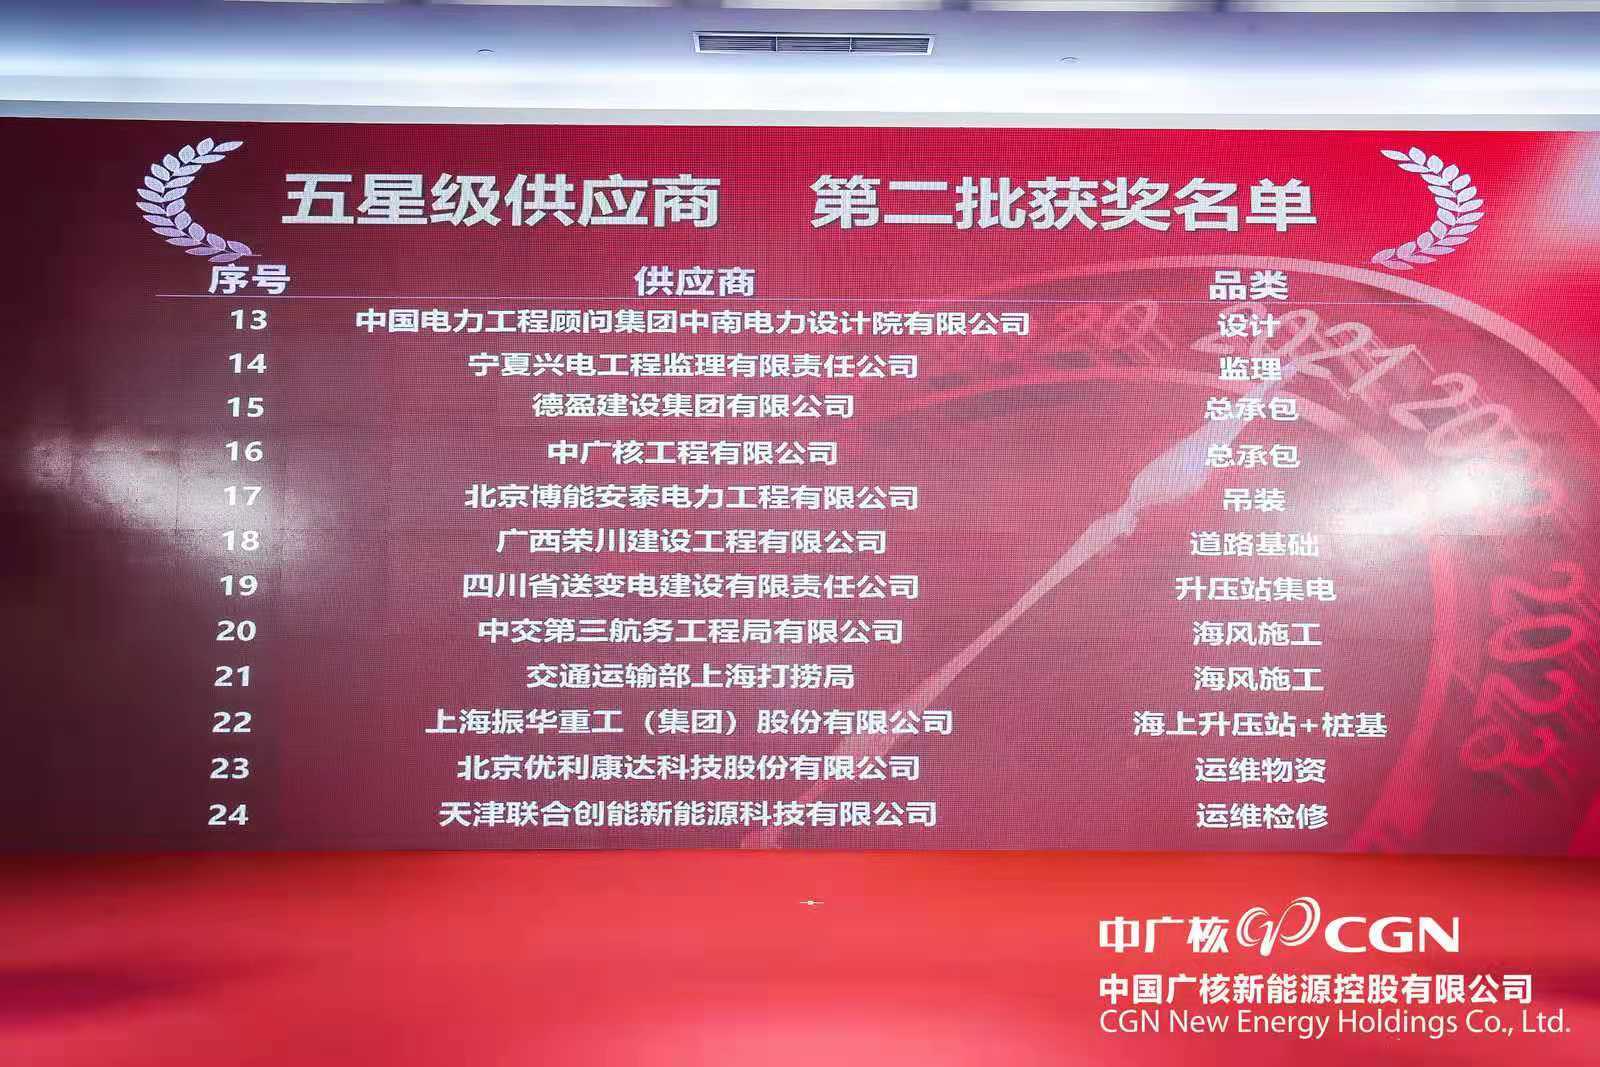 五星级供应商 第二批获奖名单
序号 供应商 品类
13 中国电力工程顾问集团中南电力设计院有限公司 设计
14 宁夏兴电工程监理有限责任公司 监理
15 德盈建设集团有限公司 总承包
16 中广核工程有限公司 总承包
17 北京博能安泰电力工程有限公司 吊装
18 广西荣川建设工程有限公司 道路基础
19 四川省送变电建设有限责任公司 升压站集电
20 中交第三航务工程局有限公司 海风施工
21 交通运输部上海打捞局 海风施工
22 上海振华重工（集团）股份有限公司 海上升压站+桩基
23 北京优利康达科技股份有限公司 运维物资
24 天津联合创能新能源科技有限公司 运维检修
2021
2023
中广核 CGN
中国广核新能源控股有限公司
CGN New Energy Holdings Co., Ltd.